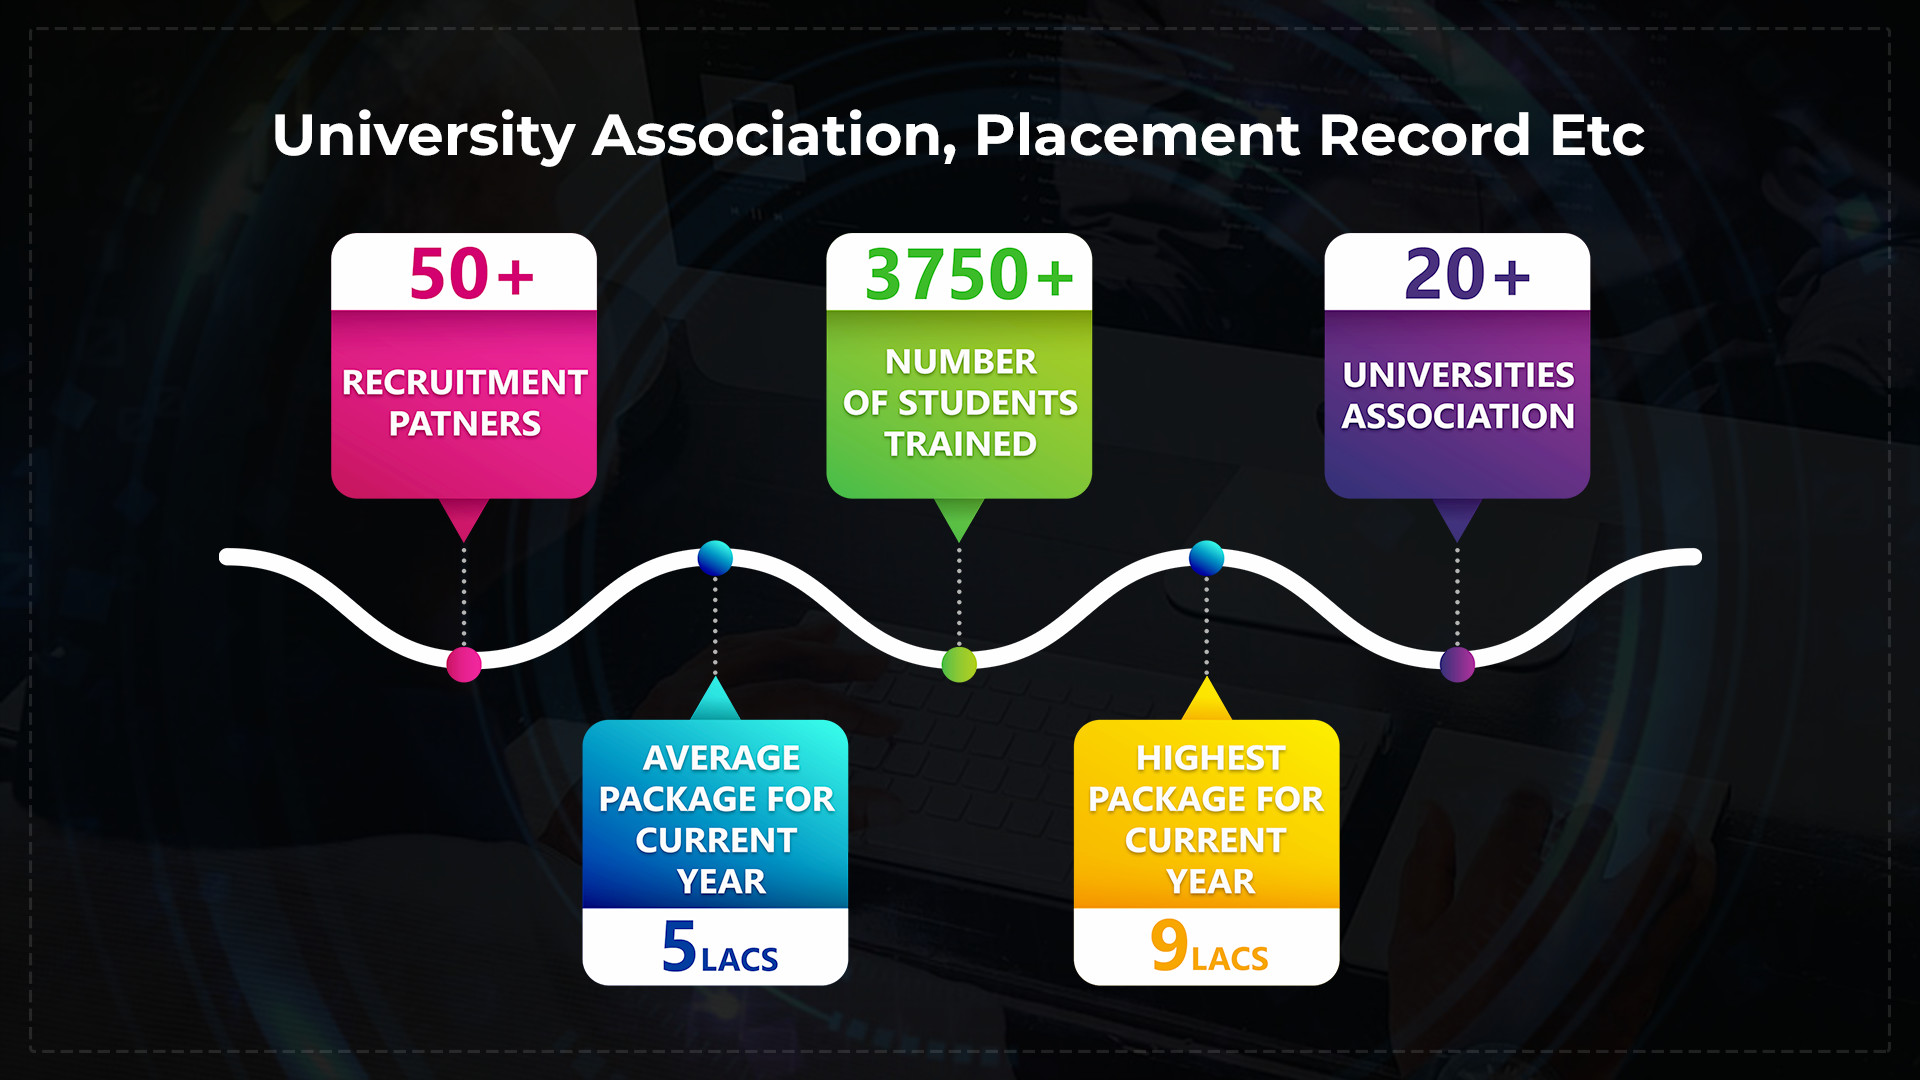 University Association, Placement Record Etc
50+
RECRUITMENT
PATNERS
3750+
NUMBER
OF STUDENTS
TRAINED
20+
UNIVERSITIES
ASSOCIATION
AVERAGE
PACKAGE FOR
CURRENT
YEAR
5 LACS
HIGHEST
PACKAGE FOR
CURRENT
YEAR
9 LACS